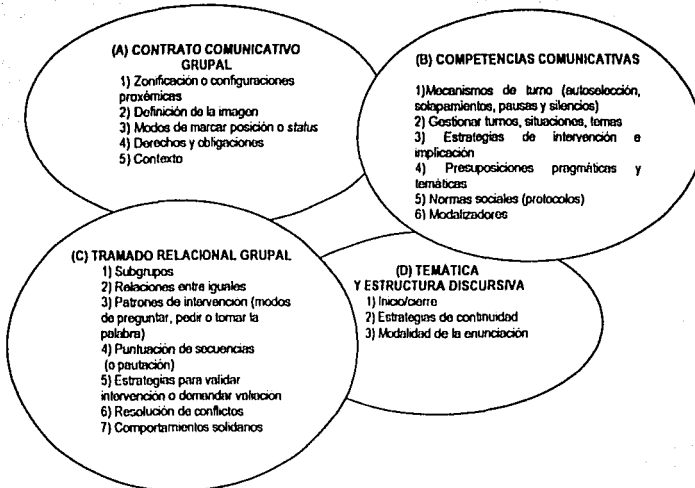 (A) CONTRATO COMUNICATIVO
GRUPAL
1) Zonificación o configuraciones
proxémicas
2) Definición de la imagen
3) Modos de marcar posición o status
4) Derechos y obligaciones
5) Contexto
(B) COMPETENCIAS COMUNICATIVAS
1)Mecanismos de turno (autoselección,
solapamientos, pausas y silencios)
2) Gestionar turnos, situaciones, temas
3) Estrategias de intervención e
implicación
4) Presuposiciones pragmáticas y
temáticas
5) Normas sociales (protocolos)
6) Modalizadores
(C) TRAMADO RELACIONAL GRUPAL
1) Subgrupos
2) Relaciones entre iguales
3) Patrones de intervención (modos
de preguntar, pedir o tomar la
palabra)
4) Puntuación de secuencias
(o pautación)
5) Estrategias para validar
intervención o demandar
6) Resolución de conflictos
7) Comportamientos solidarios
(D) TEMÁTICA
Y ESTRUCTURA DISCURSIVA
1) Inicio/cierre
2) Estrategias de continuidad
3) Modalidad de la enunciación